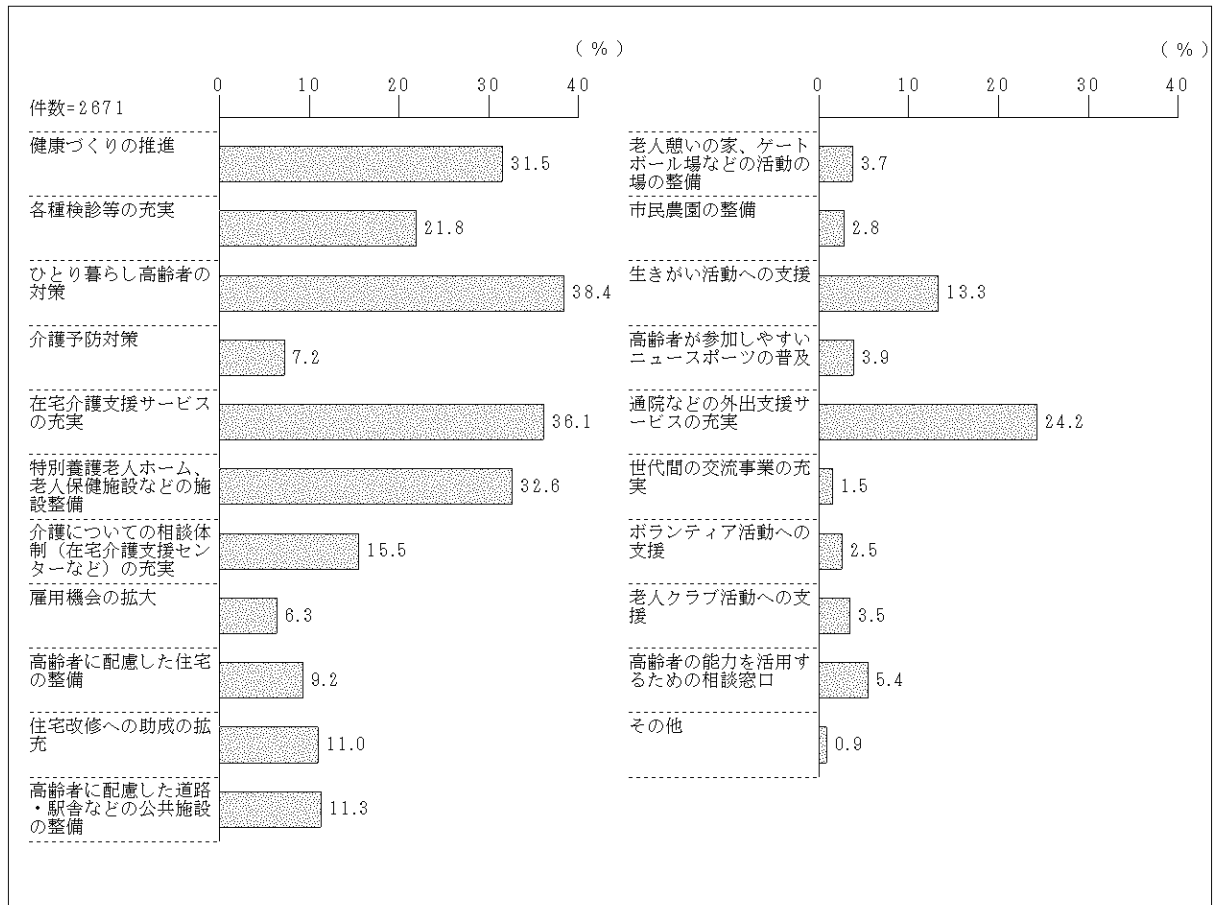 (%)
0 10 20 30 40
件数=2671
健康づくりの推進
31.5
各種検診等の充実
21.8
ひとり暮らし高齢者の
対策
38.4
介護予防対策
7.2
在宅介護支援サービス
の充実
36.1
特別養護老人ホーム、
老人保健施設などの施
設整備
32.6
介護についての相談体
制（在宅介護支援セン
ターなど）の充実
15.5
雇用機会の拡大
6.3
高齢者に配慮した住宅
の整備
9.2
住宅改修への助成の拡
充
11.0
高齢者に配慮した道路
・駅舎などの公共施設
の整備
11.3
(%)
0 10 20 30 40
老人憩いの家、ゲート
ボール場などの活動の
場の整備
3.7
市民農園の整備
2.8
生きがい活動への支援
13.3
高齢者が参加しやすい
ニュースポーツの普及
3.9
通院などの外出支援サ
ービスの充実
24.2
世代間の交流事業の充
実
1.5
ボランティア活動への
支援
2.5
老人クラブ活動への支
援
3.5
高齢者の能力を活用す
るための相談窓口
5.4
その他
0.9